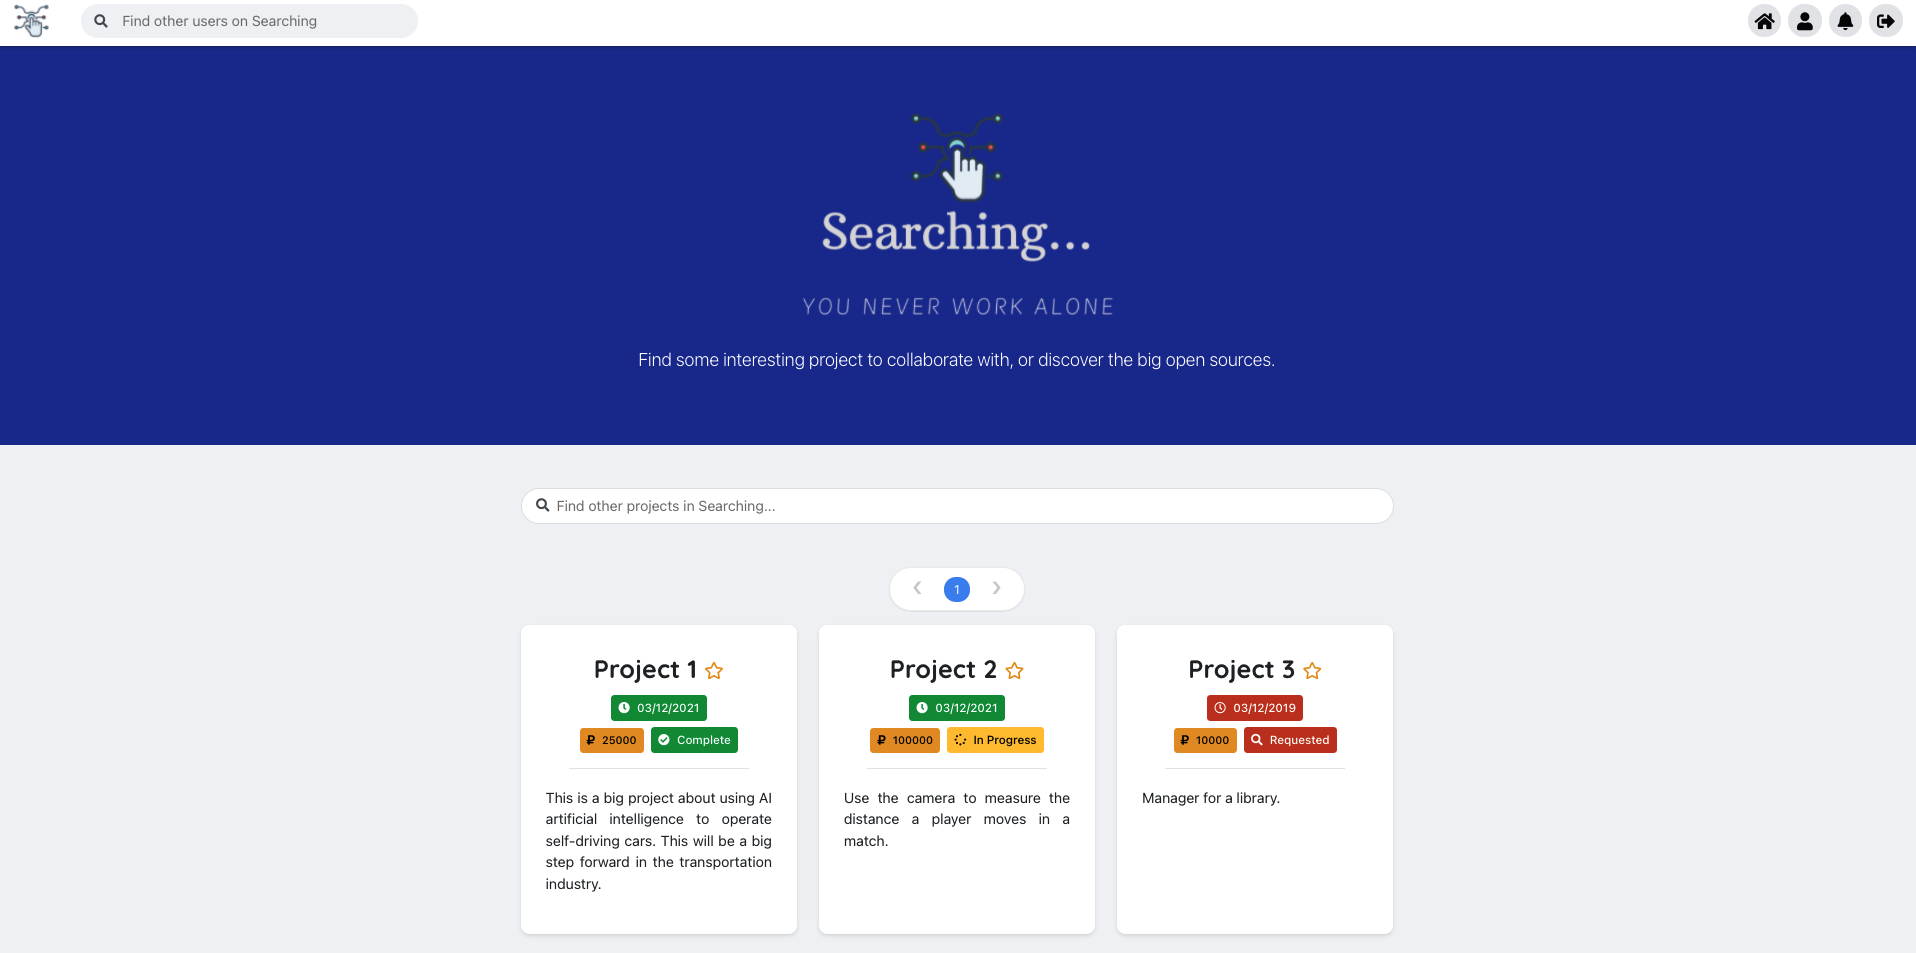 Find other users on Searching
Searching...
YOU NEVER WORK ALONE
Find some interesting project to collaborate with, or discover the big open sources.
Find other projects in Searching...
1
Project 1
03/12/2021
₽ 25000 Complete
This is a big project about using AI
artificial intelligence to operate
self-driving cars. This will be a big
step forward in the transportation
industry.
Project 2
03/12/2021
₽ 100000 In Progress
Use the camera to measure the
distance a player moves in a
match.
Project 3
03/12/2019
₽ 10000 Requested
Manager for a library.